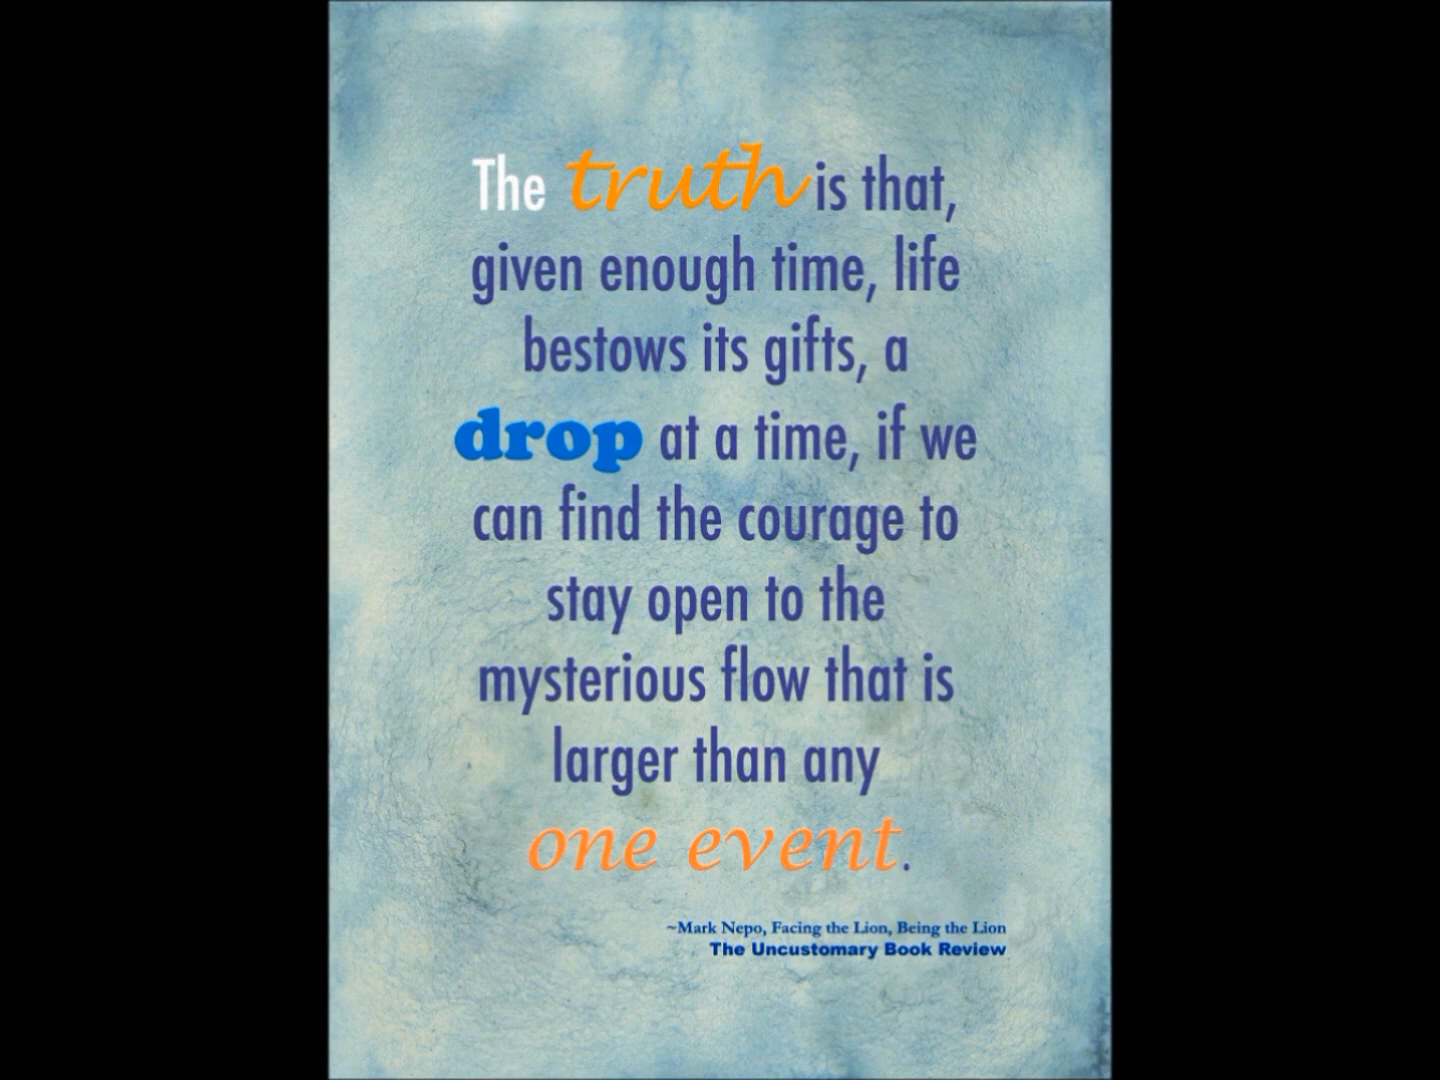 The truth is that,
given enough time, life
bestows its gifts, a
drop at a time, if we
can find the courage to
stay open to the
mysterious flow that is
larger than any
one event.
~Mark Nepo, Facing the Lion, Being the Lion
The Uncustomary Book Review